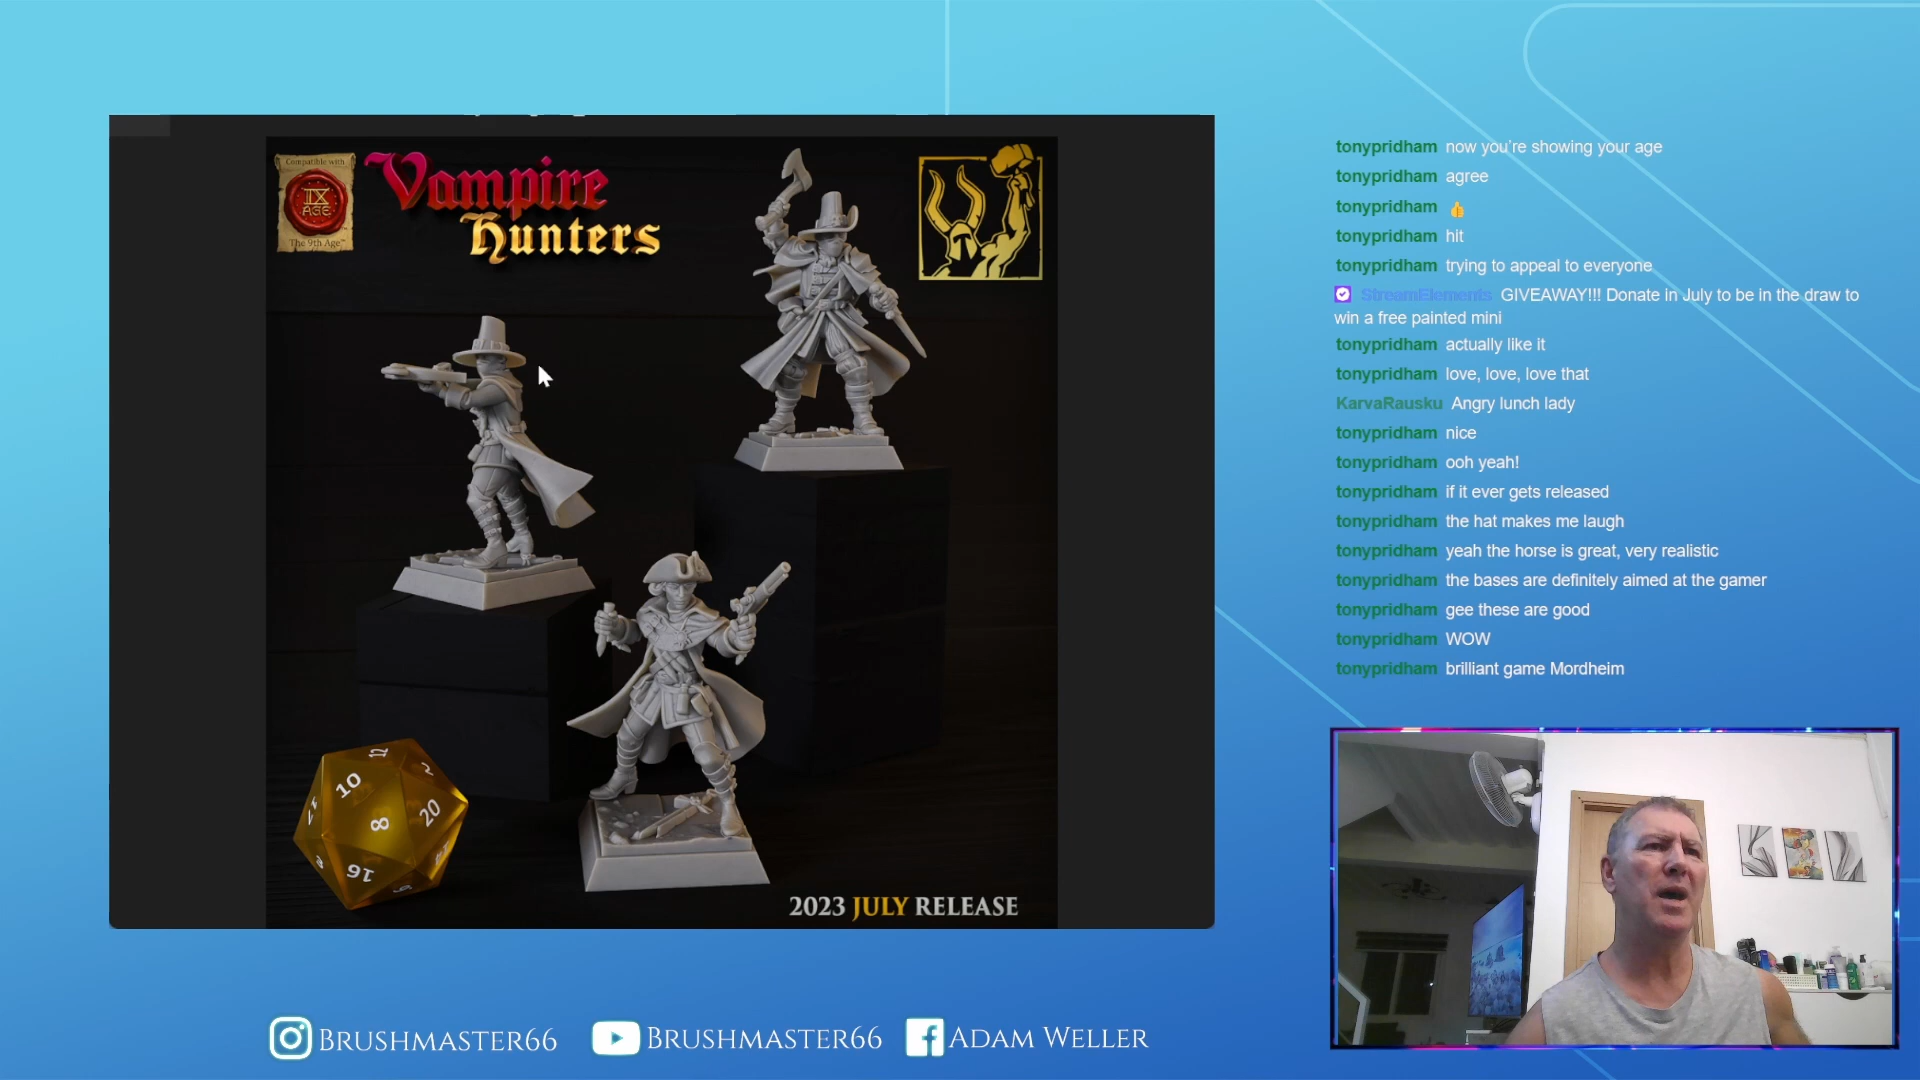 Compatible with
IX
AGE
The 9th Age
Vampire
Hunters
10
12
2
17
8
20
16
2023 JULY RELEASE
tonypridham now you're showing your age
tonypridham agree
tonypridham 👍
tonypridham hit
tonypridham trying to appeal to everyone
StreamElements GIVEAWAY!!! Donate in July to be in the draw to
win a free painted mini
tonypridham actually like it
tonypridham love, love, love that
KarvaRausku Angry lunch lady
tonypridham nice
tonypridham ooh yeah!
tonypridham if it ever gets released
tonypridham the hat makes me laugh
tonypridham yeah the horse is great, very realistic
tonypridham the bases are definitely aimed at the gamer
tonypridham gee these are good
tonypridham WOW
tonypridham brilliant game Mordheim
BRUSHMASTER66
BRUSHMASTER66
ADAM WELLER